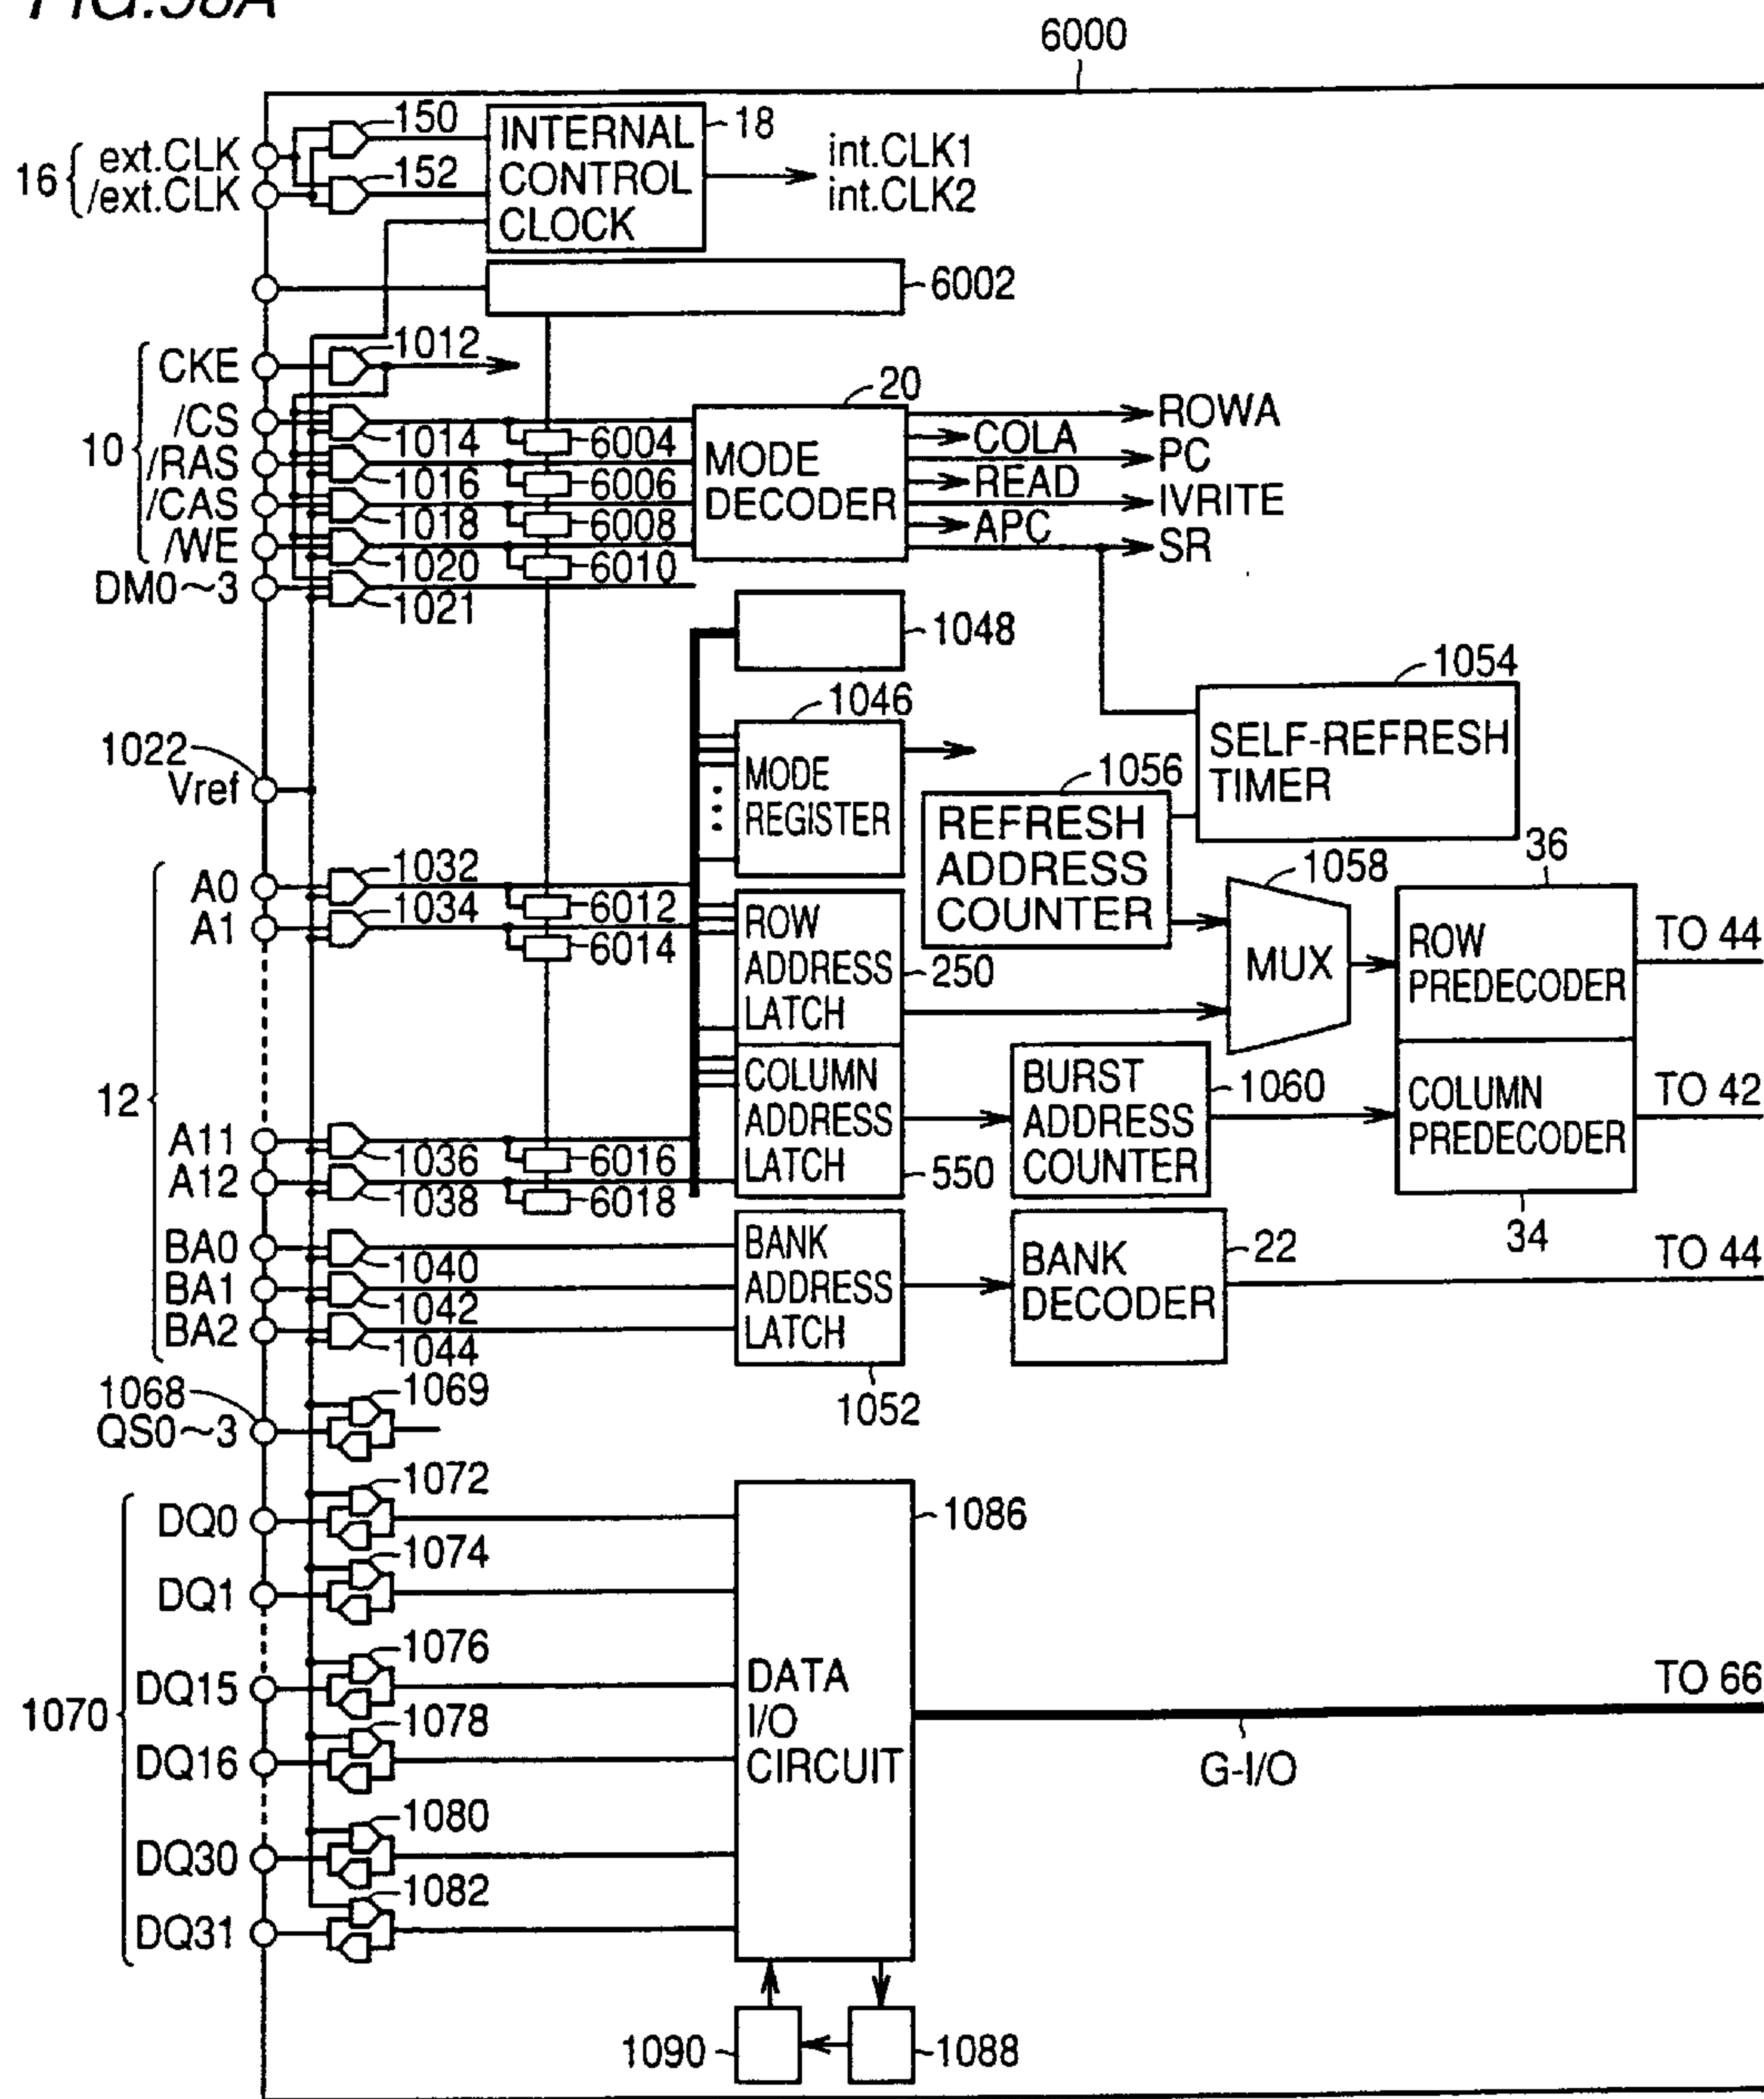 FIG.58A
6000
150
INTERNAL
CONTROL
CLOCK
18
16
ext.CLK
/ext.CLK
152
int.CLK1
int.CLK2
6002
10
CKE
1012
/CS
1014
6004
/RAS
1016
6006
/CAS
1018
6008
/WE
1020
6010
DM0~3
1021
20
MODE
DECODER
ROWA
COLA
PC
READ
IVRITE
APC
SR
1048
1054
SELF-REFRESH
TIMER
1046
MODE
REGISTER
1022
Vref
1056
REFRESH
ADDRESS
COUNTER
12
A0
1032
6012
A1
1034
6014
ROW
ADDRESS
LATCH
250
1058
MUX
36
ROW
PREDECODER
TO 44
COLUMN
ADDRESS
LATCH
550
BURST
ADDRESS
COUNTER
1060
COLUMN
PREDECODER
34
TO 42
A11
1036
6016
A12
1038
6018
BA0
1040
BA1
1042
BA2
1044
BANK
ADDRESS
LATCH
1052
BANK
DECODER
22
TO 44
1068
QS0~3
1069
1070
DQ0
1072
DQ1
1074
DQ15
1076
DQ16
1078
DQ30
1080
DQ31
1082
DATA
I/O
CIRCUIT
1086
TO 66
G-I/O
1090
1088